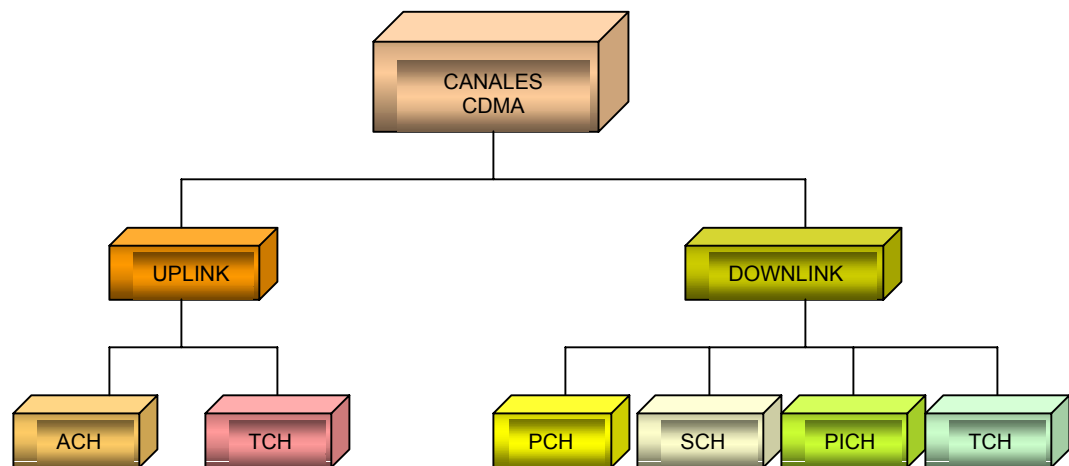 CANALES
CDMA
UPLINK
DOWNLINK
ACH
TCH
PCH
SCH
PICH
TCH